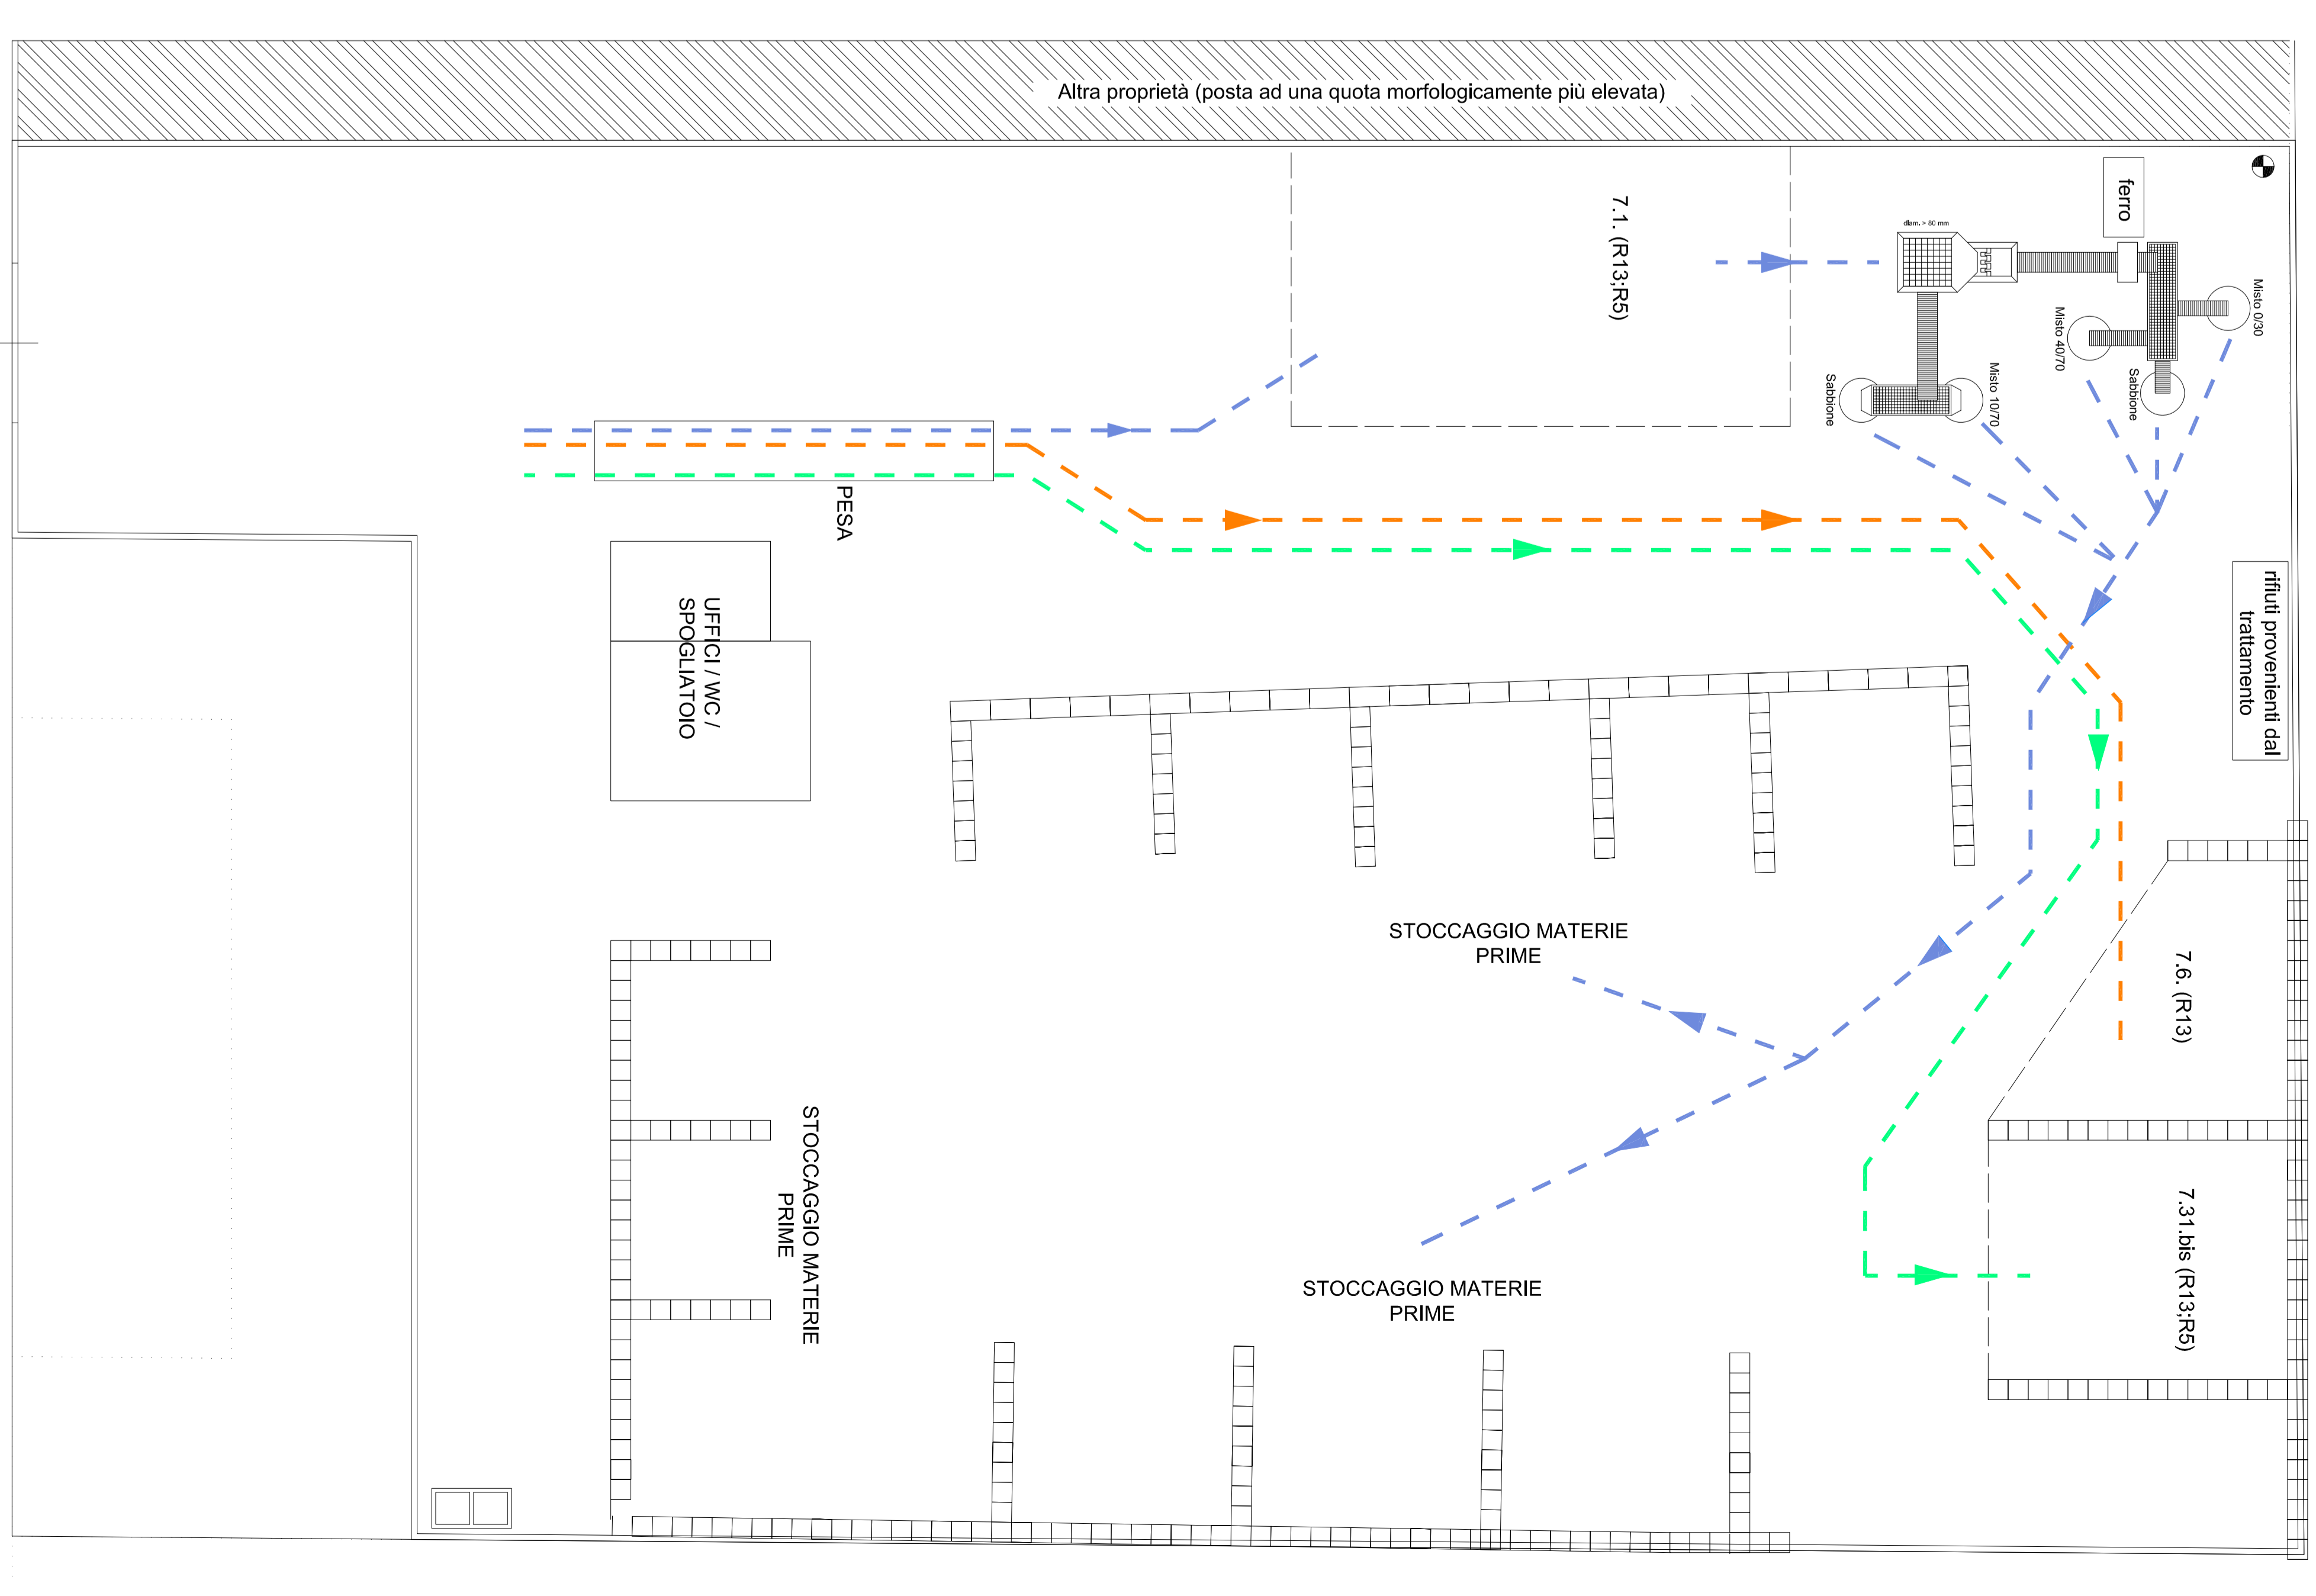 Altra proprietà (posta ad una quota morfologicamente più elevata)
7.1. (R13;R5)
diam. > 80 mm
ferro
Misto 0/30
Misto 40/70
Sabbione
Misto 10/70
Sabbione
PESA
UFFICI / WC /
SPOGLIATOIO
rifiuti provenienti dal
trattamento
STOCCAGGIO MATERIE
PRIME
7.6. (R13)
STOCCAGGIO MATERIE
PRIME
7.31.bis (R13;R5)
STOCCAGGIO MATERIE
PRIME